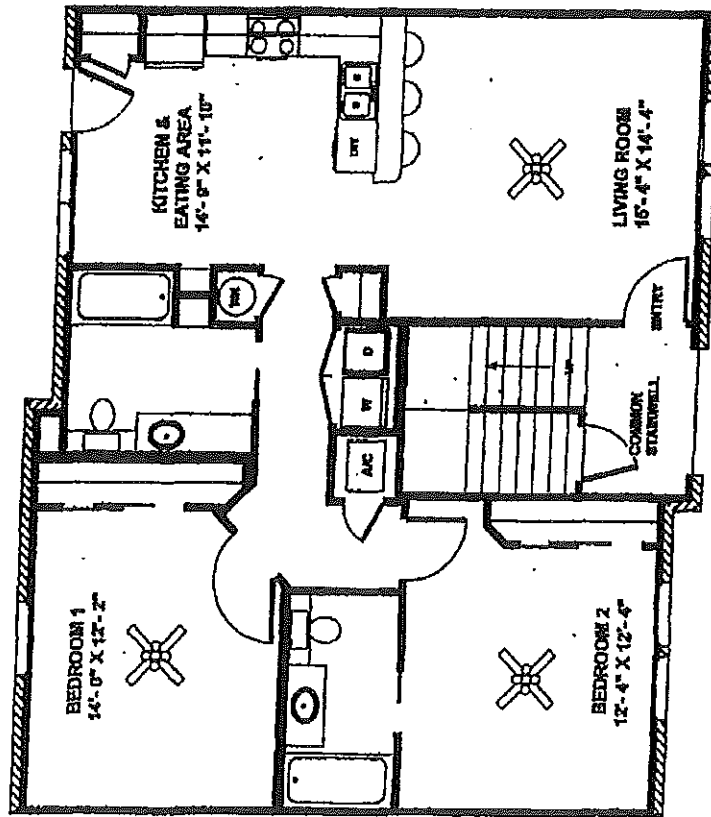 KITCHEN &
EATING AREA
14'-9" X 11'-10"
LIVING ROOM
15'-4" X 14'-4"
ENTRY
UP
COMMON
STAIRWELL
D
W
A/C
BEDROOM 1
14'-0" X 12'-2"
BEDROOM 2
12'-4" X 12'-4"